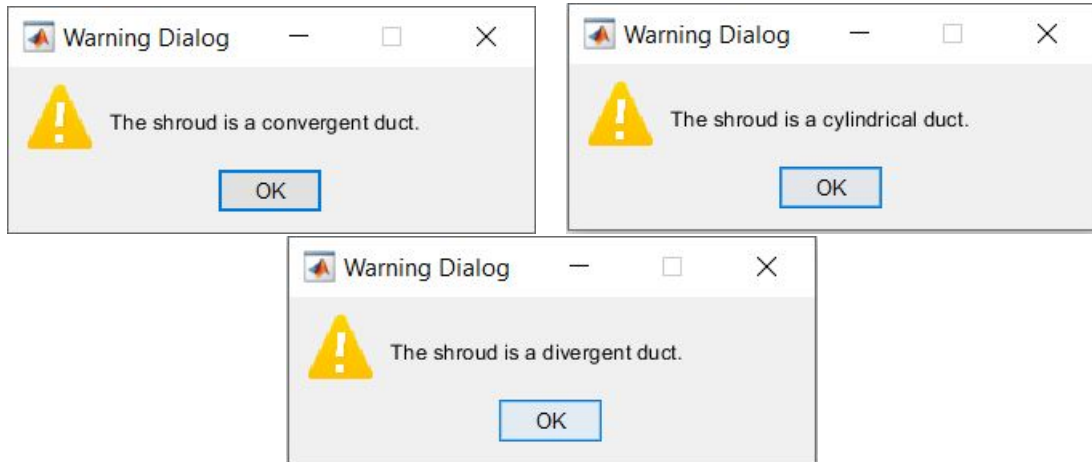 Warning Dialog
The shroud is a convergent duct.
OK
Warning Dialog
The shroud is a cylindrical duct.
OK
Warning Dialog
The shroud is a divergent duct.
OK